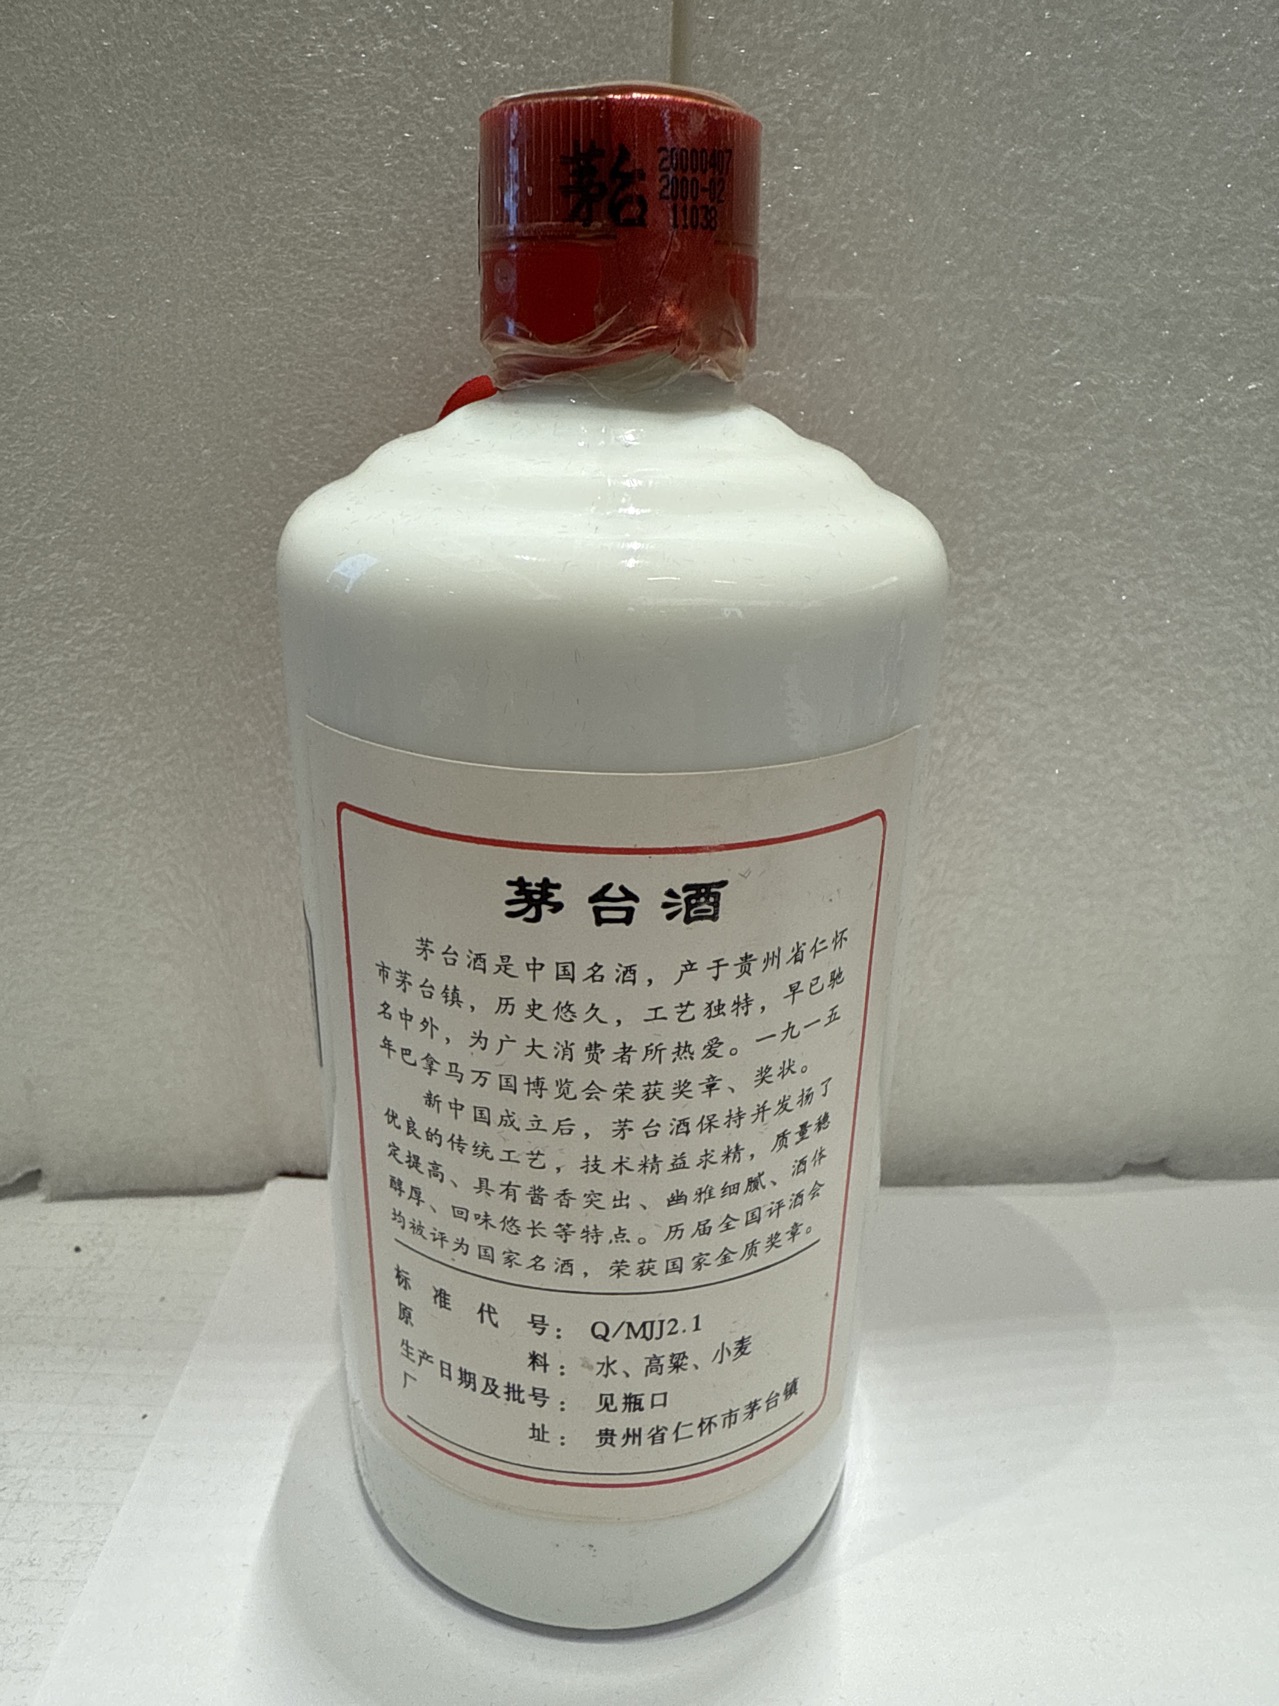 茅台
20000407
2000-02
11038
茅台酒
茅台酒是中国名酒，产于贵州省仁怀
市茅台镇，历史悠久，工艺独特，早已驰
名中外，为广大消费者所热爱。一九一五
年巴拿马万国博览会荣获奖章、奖状。
新中国成立后，茅台酒保持并发扬了
优良的传统工艺，技术精益求精，质量稳
定提高、具有酱香突出、幽雅细腻、酒体
醇厚、回味悠长等特点。历届全国评酒会
均被评为国家名酒，荣获国家金质奖章。
标准代号：Q/MJJ2.1
原料：水、高粱、小麦
生产日期及批号：见瓶口
厂址：贵州省仁怀市茅台镇